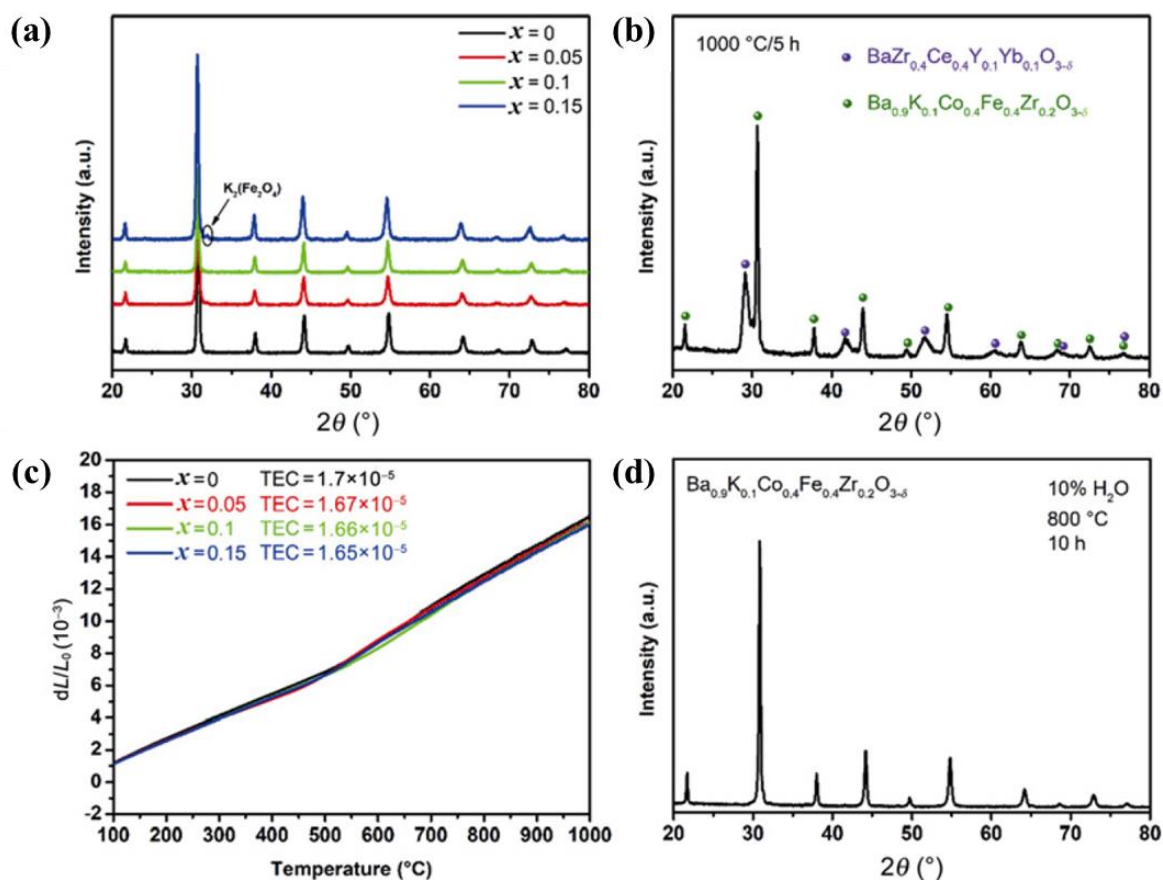 (a)
x = 0
x = 0.05
x = 0.1
x = 0.15
K₂(Fe₂O₄)
Intensity (a.u.)
20 30 40 50 60 70 80
2θ (°)
(b)
1000 °C/5 h
BaZr₀.₄Ce₀.₄Y₀.₁Yb₀.₁O₃₋δ
Ba₀.₉K₀.₁Co₀.₄Fe₀.₄Zr₀.₂O₃₋δ
Intensity (a.u.)
20 30 40 50 60 70 80
2θ (°)
(c)
x = 0 TEC = 1.7×10⁻⁵
x = 0.05 TEC = 1.67×10⁻⁵
x = 0.1 TEC = 1.66×10⁻⁵
x = 0.15 TEC = 1.65×10⁻⁵
dL/L₀ (10⁻³)
20
18
16
14
12
10
8
6
4
2
0
-2
100 200 300 400 500 600 700 800 900 1000
Temperature (°C)
(d)
Ba₀.₉K₀.₁Co₀.₄Fe₀.₄Zr₀.₂O₃₋δ
10% H₂O
800 °C
10 h
Intensity (a.u.)
20 30 40 50 60 70 80
2θ (°)